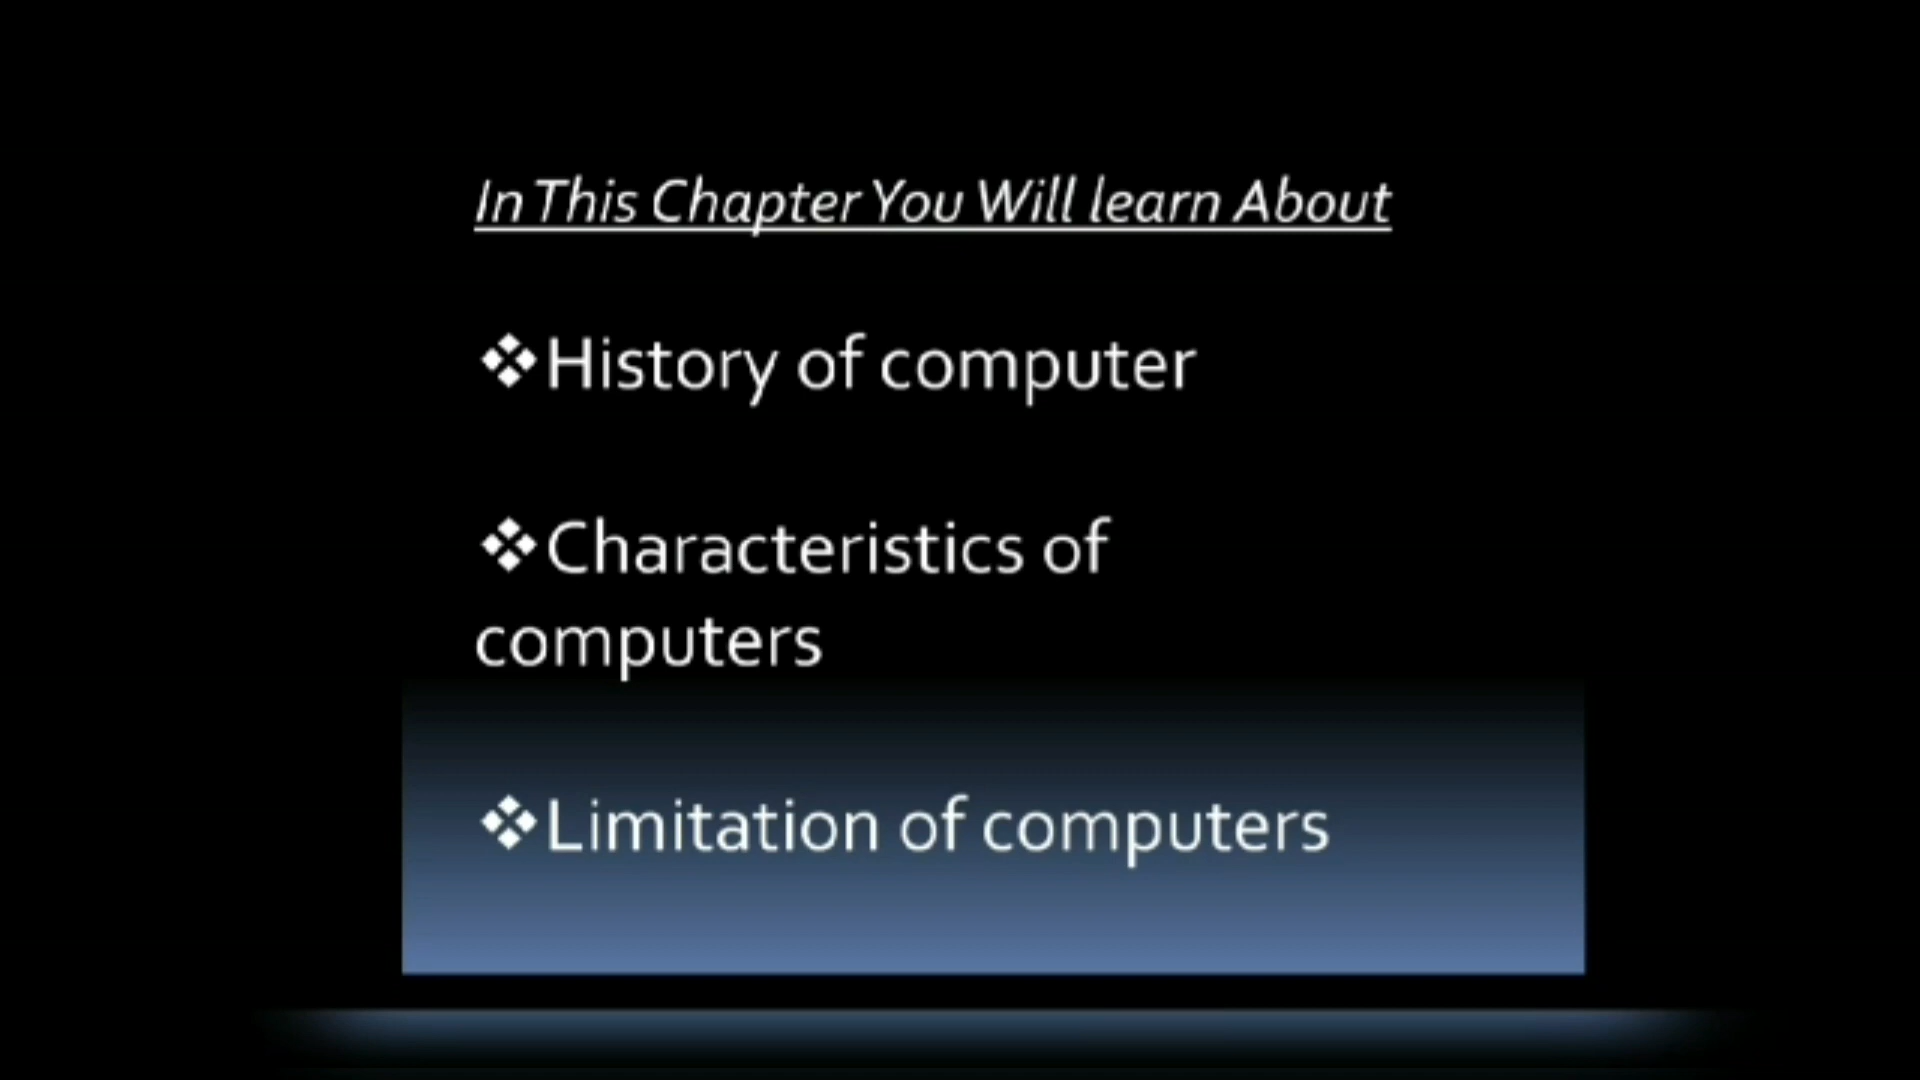 In This Chapter You Will learn About
❖History of computer
❖Characteristics of
computers
❖Limitation of computers